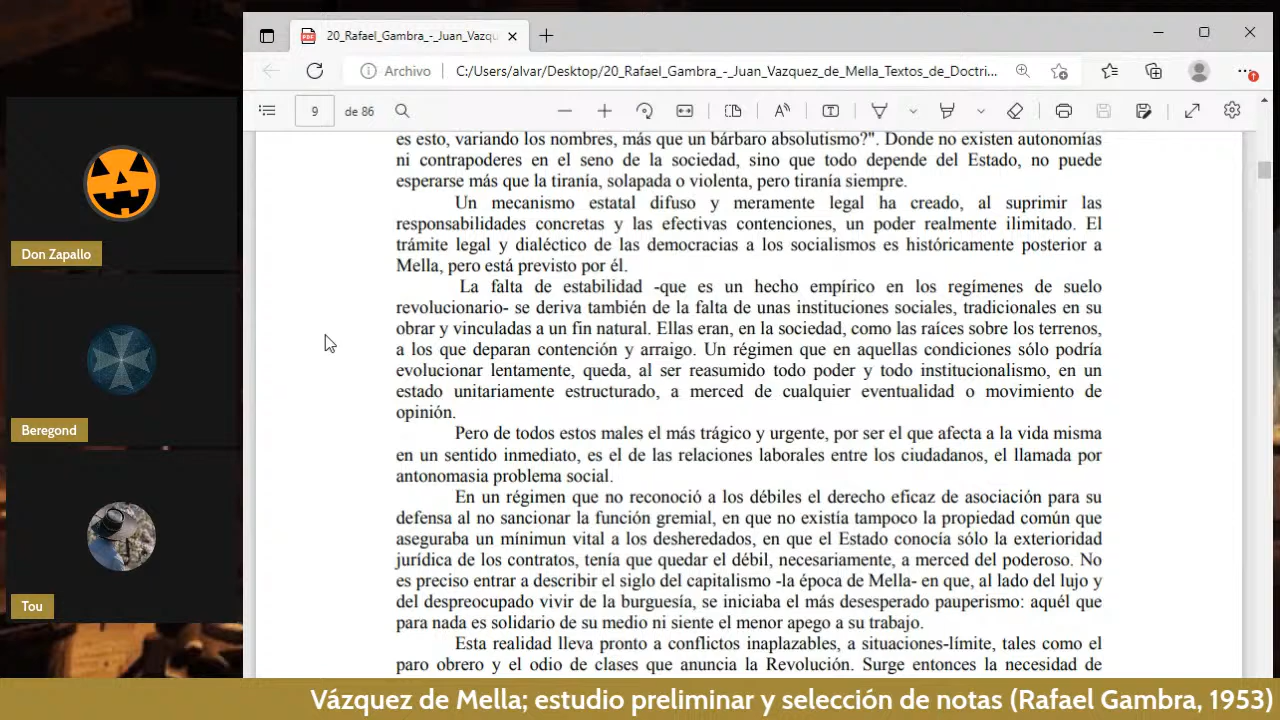 20_Rafael_Gambra_-_Juan_Vazqu
Archivo
C:/Users/alvar/Desktop/20_Rafael_Gambra_-_Juan_Vazquez_de_Mella_Textos_de_Doctri...
9 de 86
es esto, variando los nombres, más que un bárbaro absolutismo?". Donde no existen autonomías
ni contrapoderes en el seno de la sociedad, sino que todo depende del Estado, no puede
esperarse más que la tiranía, solapada o violenta, pero tiranía siempre.
Un mecanismo estatal difuso y meramente legal ha creado, al suprimir las
responsabilidades concretas y las efectivas contenciones, un poder realmente ilimitado. El
trámite legal y dialéctico de las democracias a los socialismos es históricamente posterior a
Mella, pero está previsto por él.
La falta de estabilidad -que es un hecho empírico en los regímenes de suelo
revolucionario- se deriva también de la falta de unas instituciones sociales, tradicionales en su
obrar y vinculadas a un fin natural. Ellas eran, en la sociedad, como las raíces sobre los terrenos,
a los que deparan contención y arraigo. Un régimen que en aquellas condiciones sólo podría
evolucionar lentamente, queda, al ser reasumido todo poder y todo institucionalismo, en un
estado unitariamente estructurado, a merced de cualquier eventualidad o movimiento de
opinión.
Pero de todos estos males el más trágico y urgente, por ser el que afecta a la vida misma
en un sentido inmediato, es el de las relaciones laborales entre los ciudadanos, el llamada por
antonomasia problema social.
En un régimen que no reconoció a los débiles el derecho eficaz de asociación para su
defensa al no sancionar la función gremial, en que no existía tampoco la propiedad común que
aseguraba un mínimun vital a los desheredados, en que el Estado conocía sólo la exterioridad
jurídica de los contratos, tenía que quedar el débil, necesariamente, a merced del poderoso. No
es preciso entrar a describir el siglo del capitalismo -la época de Mella- en que, al lado del lujo y
del despreocupado vivir de la burguesía, se iniciaba el más desesperado pauperismo: aquél que
para nada es solidario de su medio ni siente el menor apego a su trabajo.
Esta realidad lleva pronto a conflictos inaplazables, a situaciones-límite, tales como el
paro obrero y el odio de clases que anuncia la Revolución. Surge entonces la necesidad de
Don Zapallo
Beregond
Tou
Vázquez de Mella; estudio preliminar y selección de notas (Rafael Gambra, 1953)